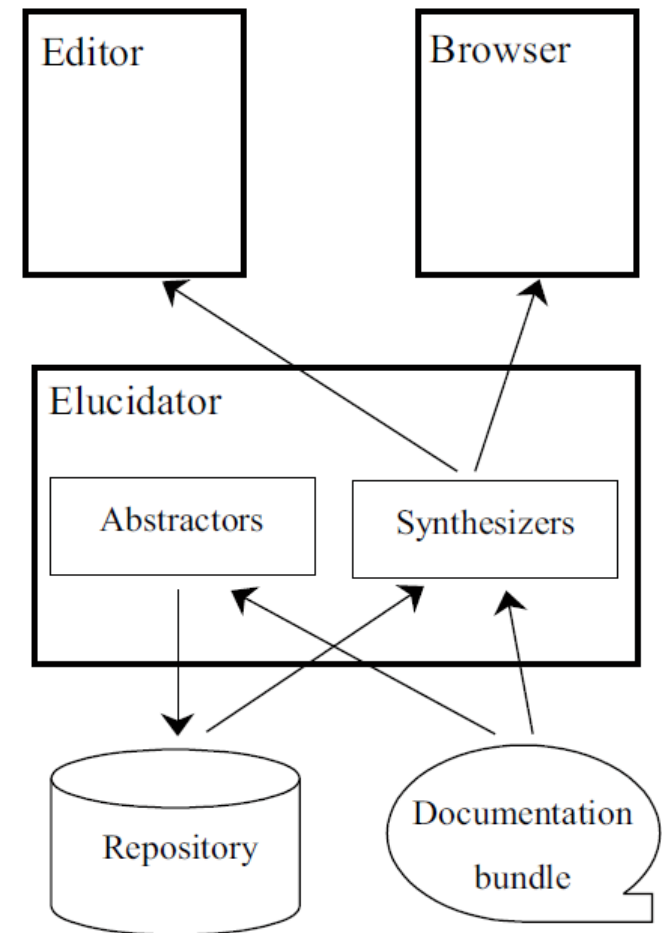 Editor
Browser
Elucidator
Abstractors
Synthesizers
Repository
Documentation
bundle